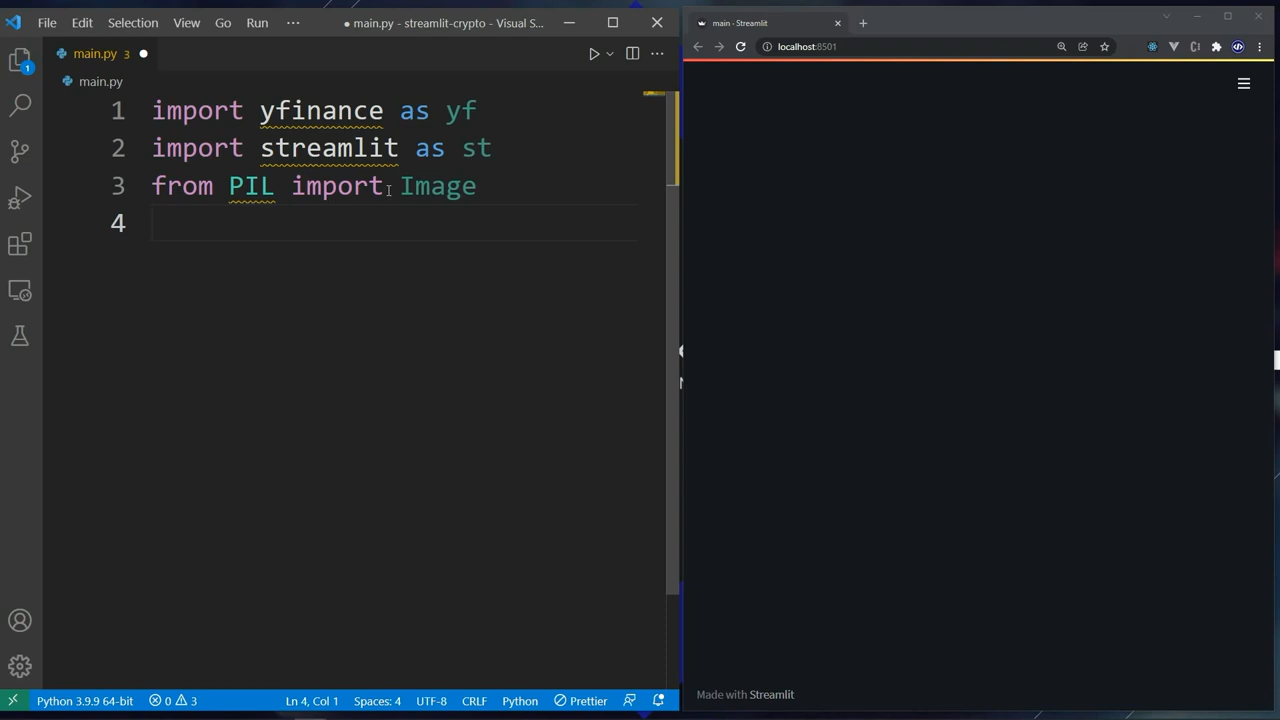 File Edit Selection View Go Run ··· ● main.py - streamlit-crypto - Visual S...
main.py 3
main.py
1 import yfinance as yf
2 import streamlit as st
3 from PIL import Image
4
1
Python 3.9.9 64-bit 0 3 Ln 4, Col 1 Spaces: 4 UTF-8 CRLF Python Prettier
main · Streamlit
localhost:8501
Made with Streamlit